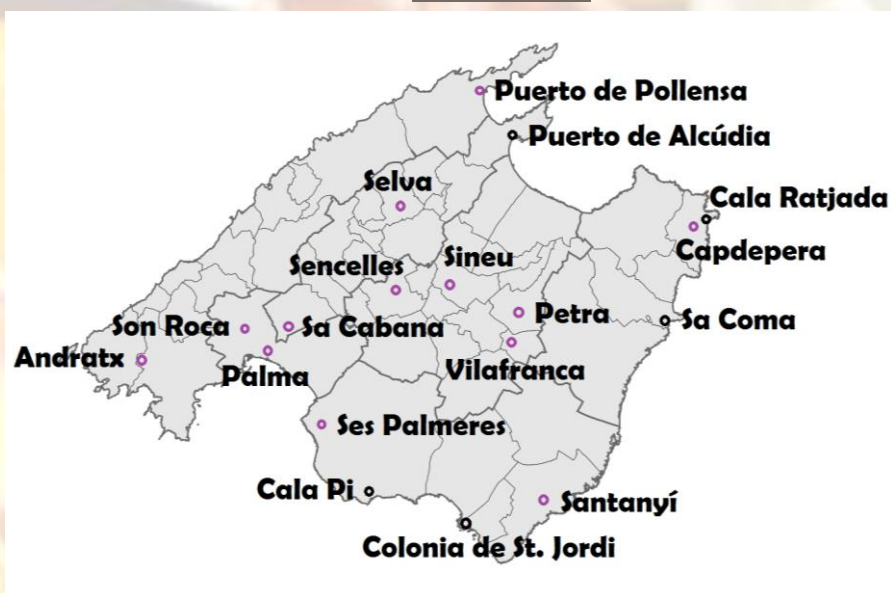 Puerto de Pollensa
Puerto de Alcúdia
Selva
Cala Ratjada
Capdepera
Sencelles
Sineu
Petra
Sa Coma
Son Roca
Sa Cabana
Andratx
Palma
Vilafranca
Ses Palmeres
Cala Pi
Santanyí
Colonia de St. Jordi